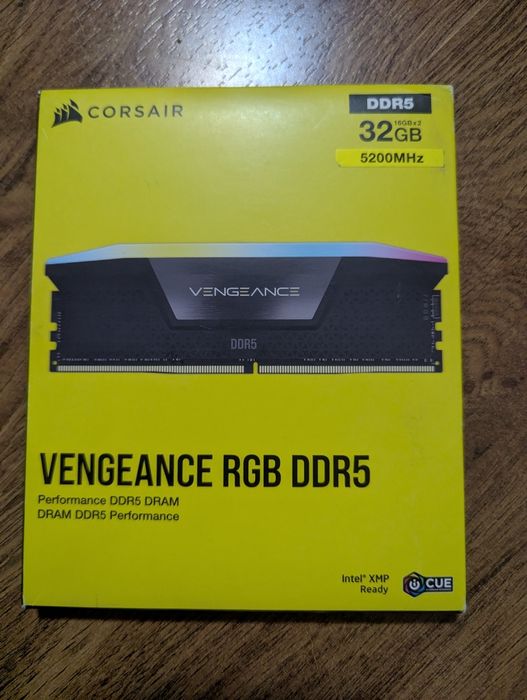 CORSAIR
DDR5
16GBx2
32GB
5200MHz
VENGEANCE
DDR5
VENGEANCE RGB DDR5
Performance DDR5 DRAM
DRAM DDR5 Performance
Intel® XMP
Ready
iCUE